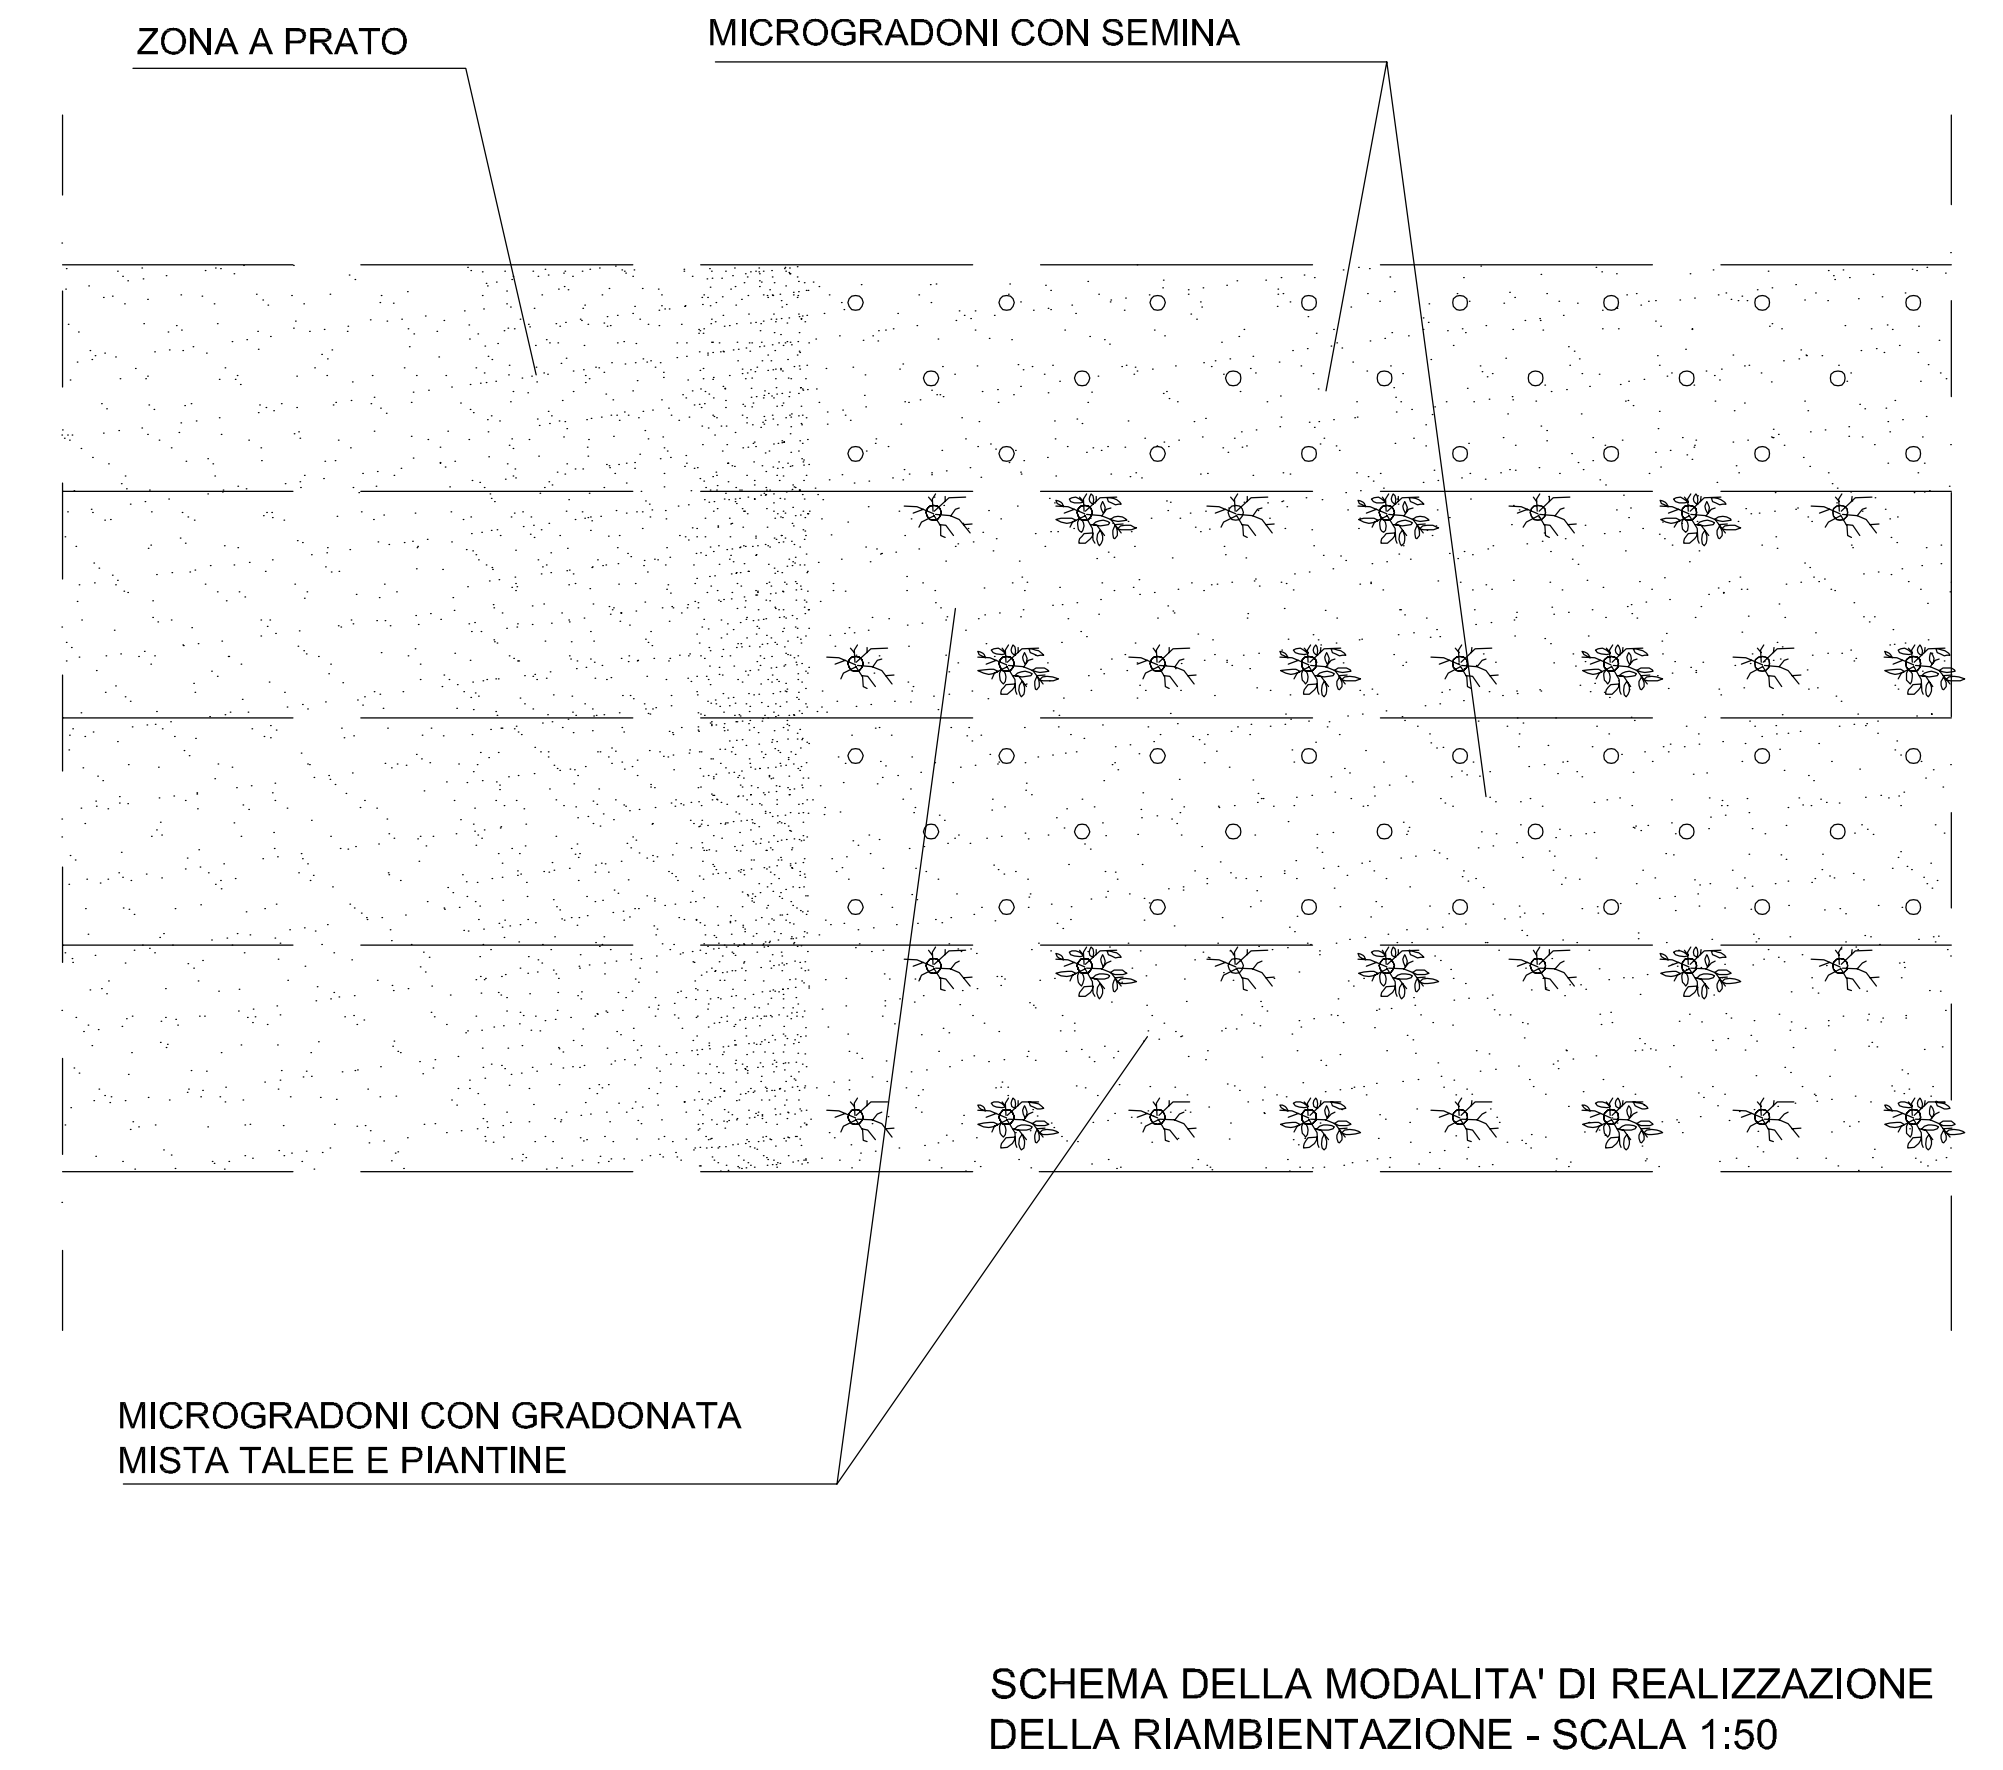 ZONA A PRATO
MICROGRADONI CON SEMINA
MICROGRADONI CON GRADONATA
MISTA TALEE E PIANTINE
SCHEMA DELLA MODALITA' DI REALIZZAZIONE
DELLA RIAMBIENTAZIONE - SCALA 1:50